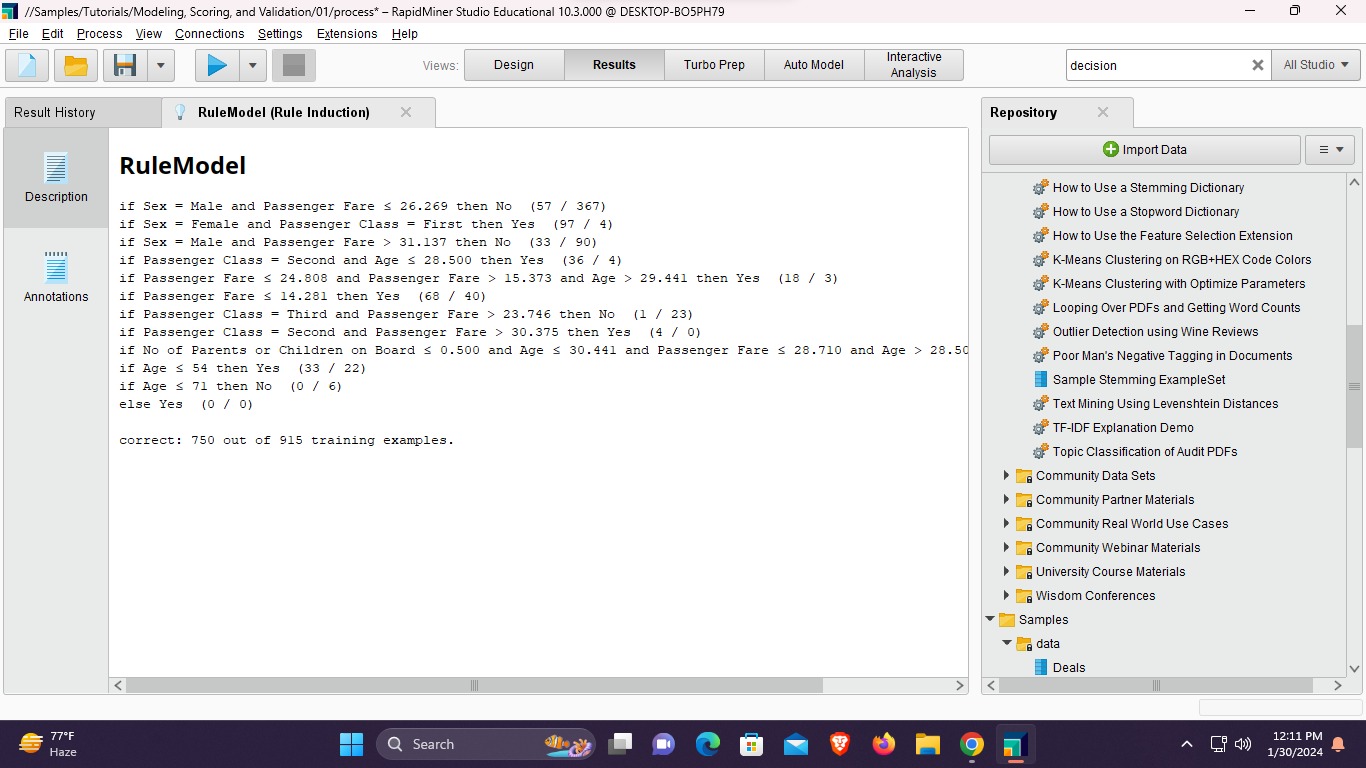 //Samples/Tutorials/Modeling, Scoring, and Validation/01/process* – RapidMiner Studio Educational 10.3.000 @ DESKTOP-BO5PH79
File Edit Process View Connections Settings Extensions Help
Views: Design Results Turbo Prep Auto Model Interactive Analysis
decision
All Studio
Result History
RuleModel (Rule Induction)
Description
Annotations
RuleModel
if Sex = Male and Passenger Fare ≤ 26.269 then No (57 / 367)
if Sex = Female and Passenger Class = First then Yes (97 / 4)
if Sex = Male and Passenger Fare > 31.137 then No (33 / 90)
if Passenger Class = Second and Age ≤ 28.500 then Yes (36 / 4)
if Passenger Fare ≤ 24.808 and Passenger Fare > 15.373 and Age > 29.441 then Yes (18 / 3)
if Passenger Fare ≤ 14.281 then Yes (68 / 40)
if Passenger Class = Third and Passenger Fare > 23.746 then No (1 / 23)
if Passenger Class = Second and Passenger Fare > 30.375 then Yes (4 / 0)
if No of Parents or Children on Board ≤ 0.500 and Age ≤ 30.441 and Passenger Fare ≤ 28.710 and Age > 28.50
if Age ≤ 54 then Yes (33 / 22)
if Age ≤ 71 then No (0 / 6)
else Yes (0 / 0)
correct: 750 out of 915 training examples.
Repository
Import Data
How to Use a Stemming Dictionary
How to Use a Stopword Dictionary
How to Use the Feature Selection Extension
K-Means Clustering on RGB+HEX Code Colors
K-Means Clustering with Optimize Parameters
Looping Over PDFs and Getting Word Counts
Outlier Detection using Wine Reviews
Poor Man's Negative Tagging in Documents
Sample Stemming ExampleSet
Text Mining Using Levenshtein Distances
TF-IDF Explanation Demo
Topic Classification of Audit PDFs
Community Data Sets
Community Partner Materials
Community Real World Use Cases
Community Webinar Materials
University Course Materials
Wisdom Conferences
Samples
data
Deals
77°F
Haze
Search
12:11 PM
1/30/2024